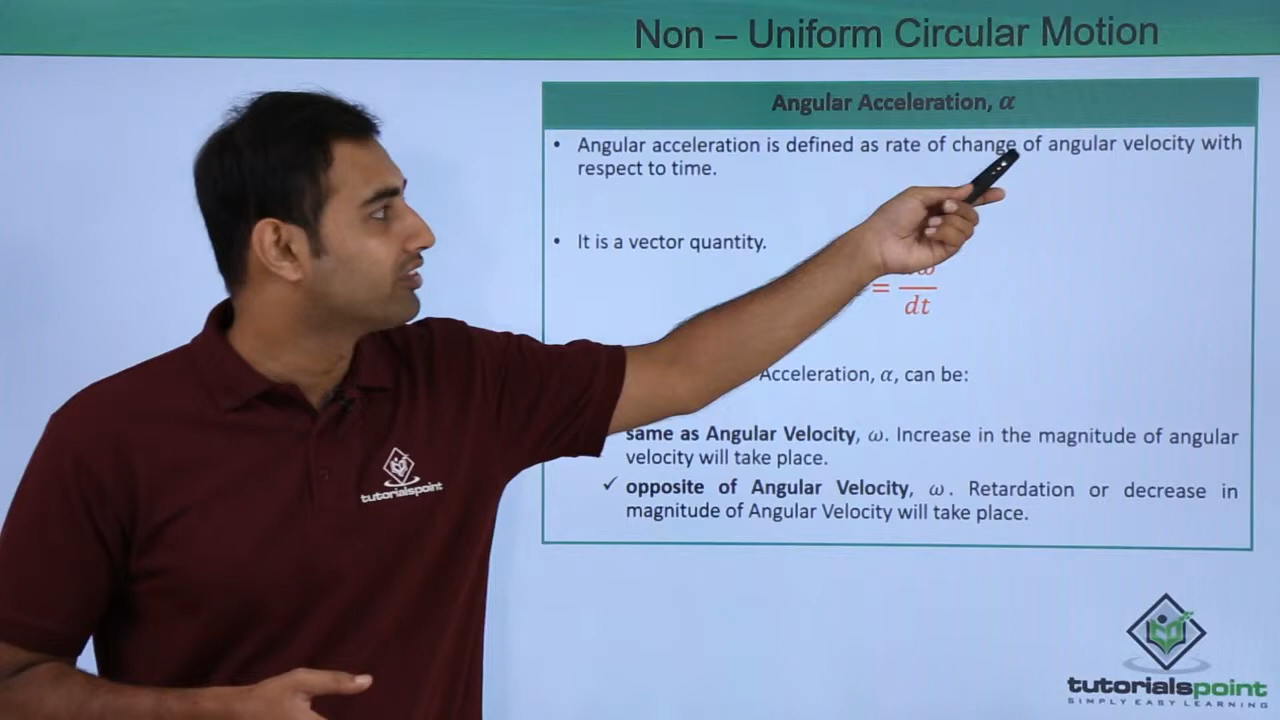 Non – Uniform Circular Motion
Angular Acceleration, α
• Angular acceleration is defined as rate of change of angular velocity with
respect to time.
• It is a vector quantity.
= dω/dt
Acceleration, α, can be:
same as Angular Velocity, ω. Increase in the magnitude of angular
velocity will take place.
✓ opposite of Angular Velocity, ω. Retardation or decrease in
magnitude of Angular Velocity will take place.
tutorialspoint
tutorialspoint
SIMPLY EASY LEARNING